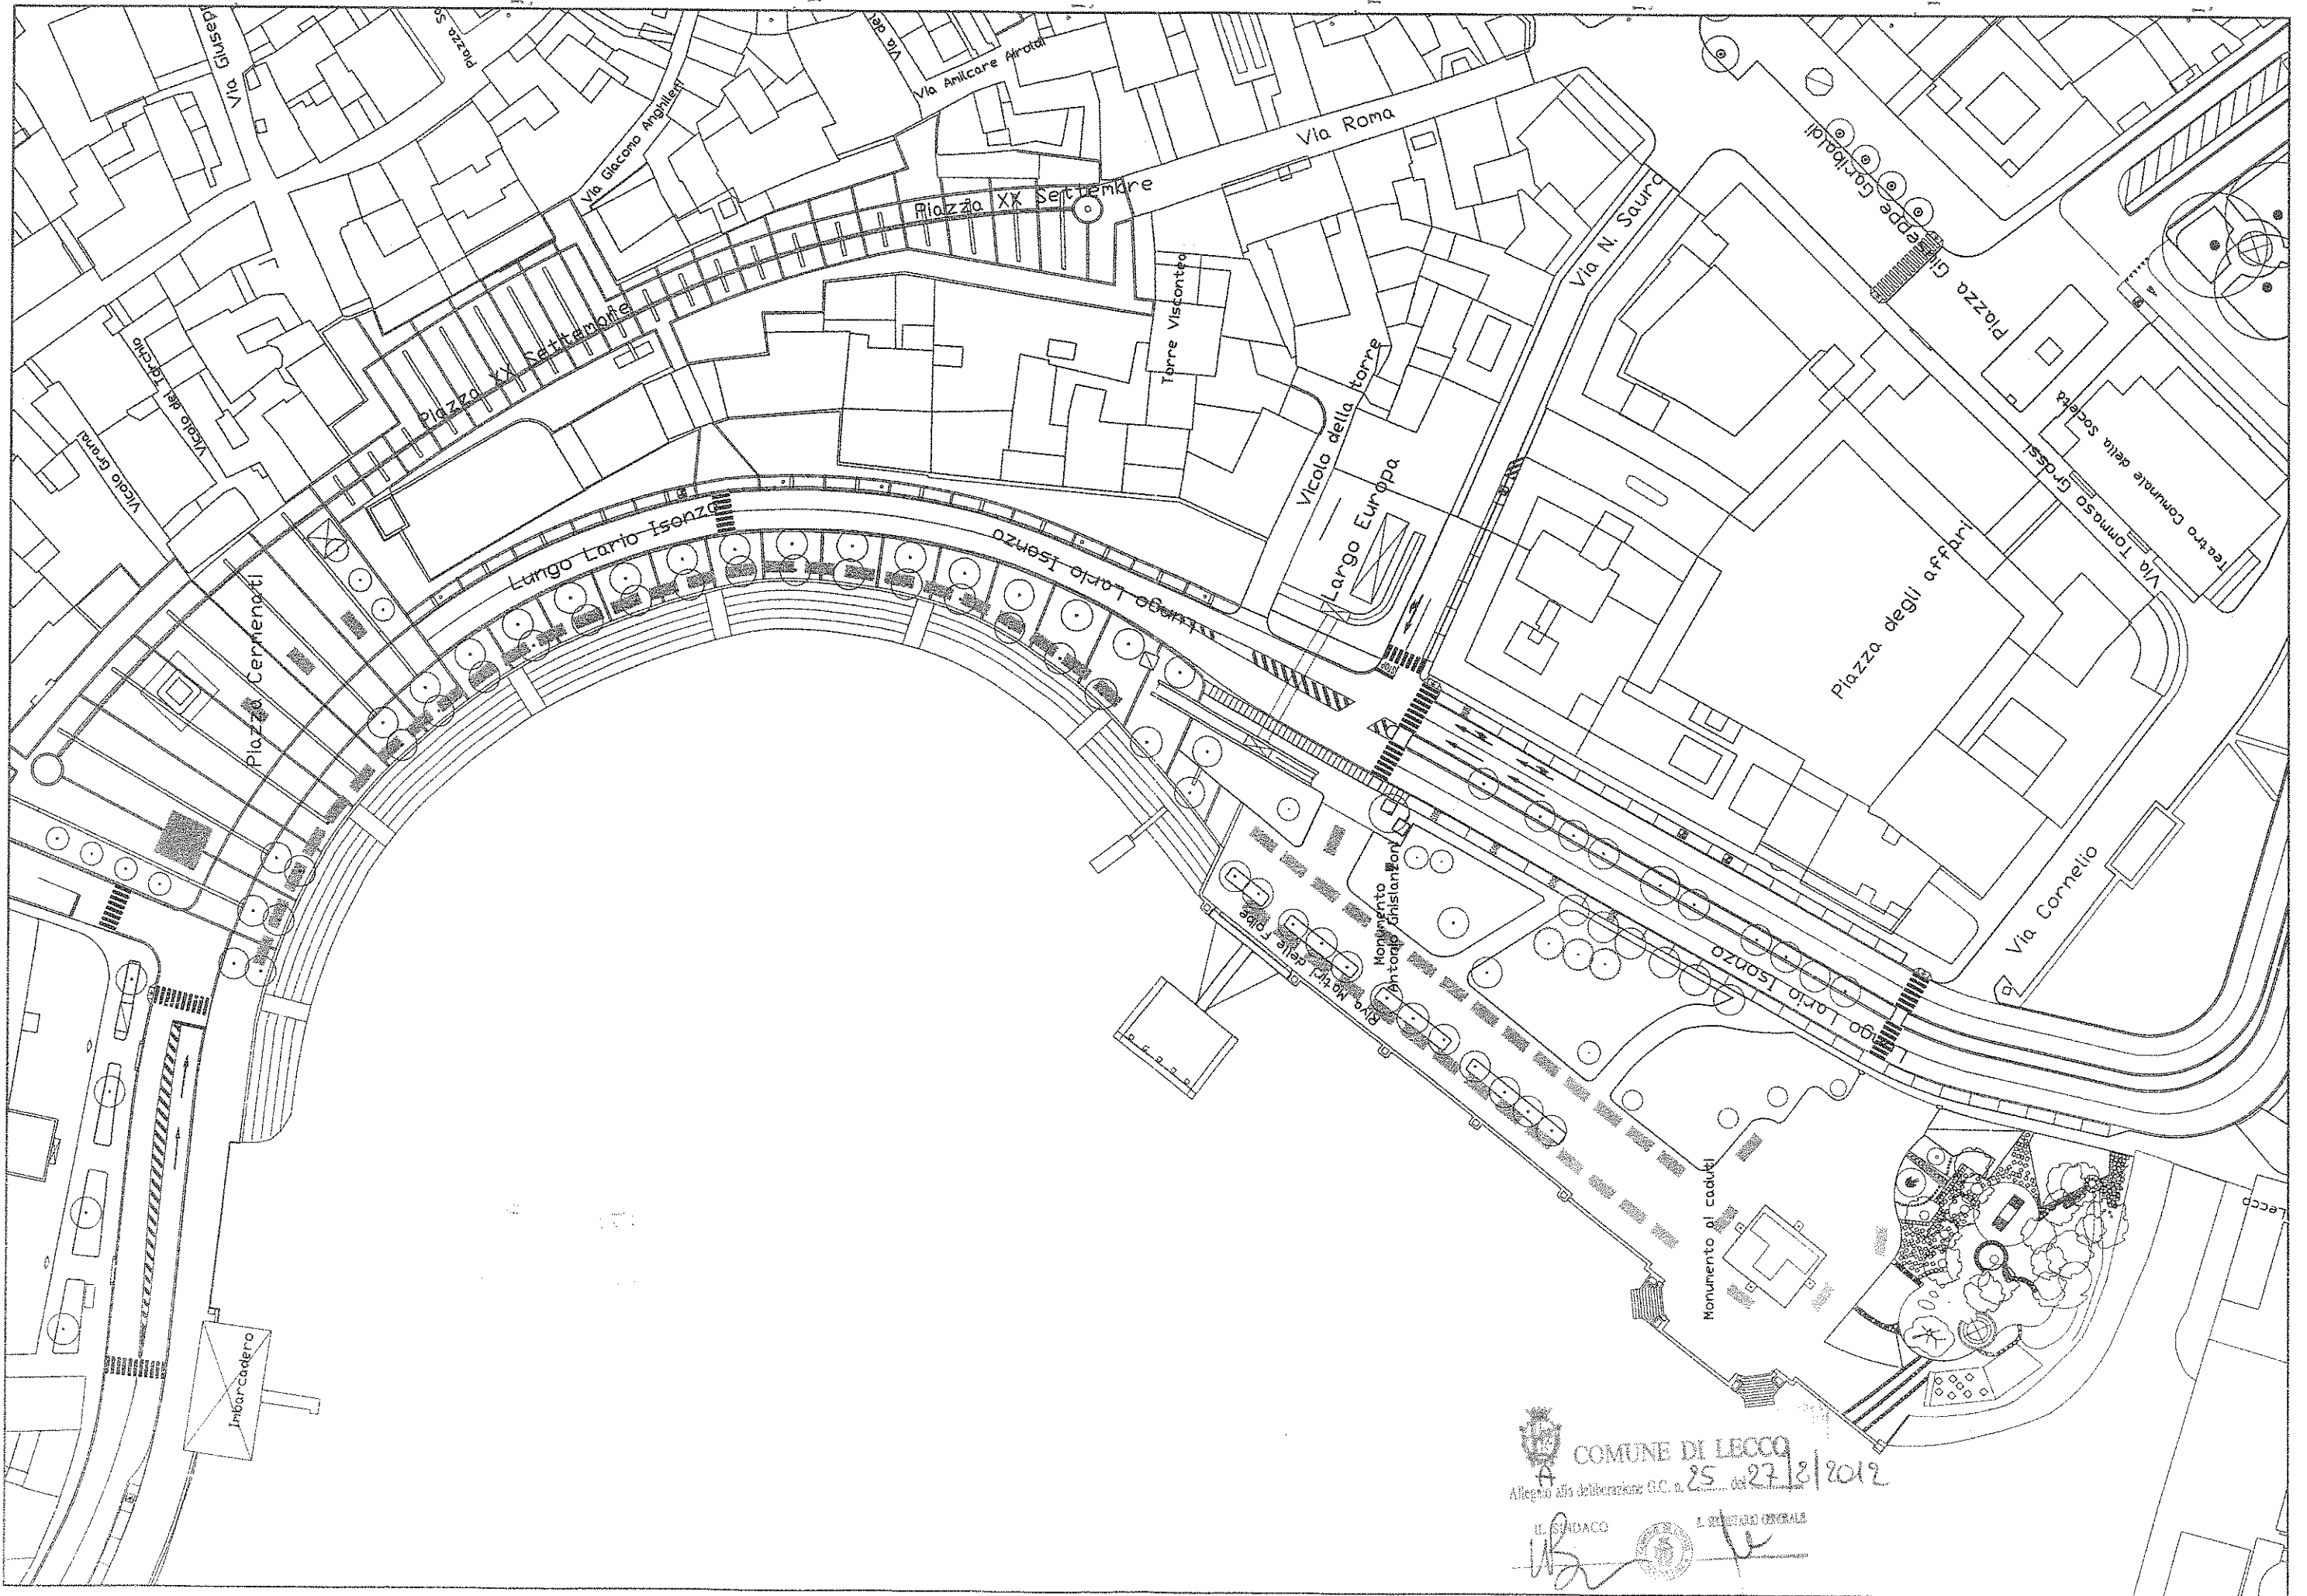 Via Giuseppe
Piazza
Via Giacomo Anghileri
Via Amilcare Airoldi
Via Roma
Piazza XX Settembre
Via N. Sauro
Piazza Giuseppe Garibaldi
Torre Viscontea
Vicolo Granai
Vicolo del Torchio
Piazza XX Settembre
Vicolo della torre
Largo Europa
Via Tommaso Grossi
Teatro Comunale della Società
Piazza degli affari
Piazza Cermenati
Lungo Lario Isonzo
Lungo Lario Isonzo
STOP
Monumento
Antonio Ghislanzoni
Riva Martiri delle Foibe
Lungo Lario Isonzo
Via Cornelio
Monumento ai caduti
Lecco
Imbarcadero
COMUNE DI LECCO
A
Allegato alla deliberazione G.C. n. 25 del 27/2/2012
IL SINDACO
IL SEGRETARIO GENERALE